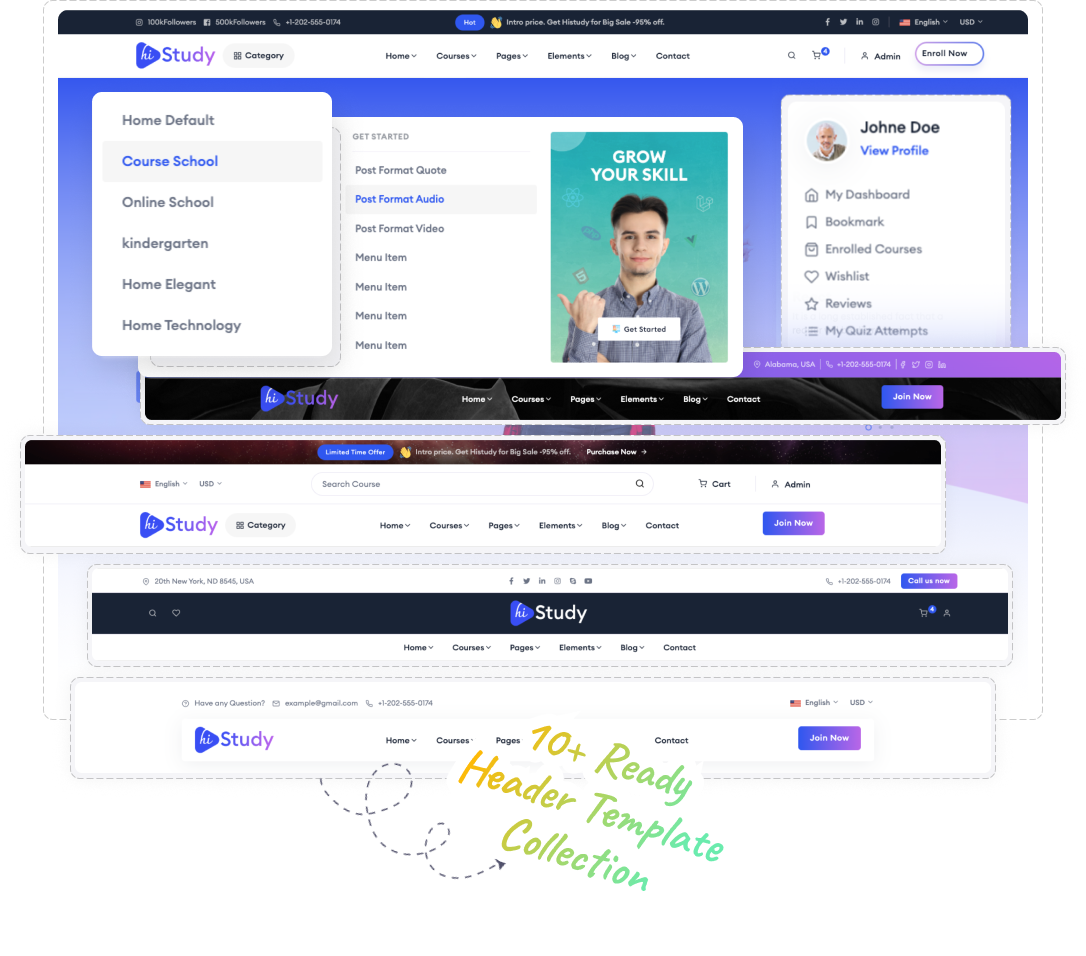 100kFollowers 500kFollowers +1-202-555-0174 Hot Intro price. Get Histudy for Big Sale -95% off. English USD
hi Study Category Home Courses Pages Elements Blog Contact 4 Admin Enroll Now
Home Default
Course School
Online School
kindergarten
Home Elegant
Home Technology
GET STARTED
Post Format Quote
Post Format Audio
Post Format Video
Menu Item
Menu Item
Menu Item
Menu Item
GROW
YOUR SKILL
Get Started
Johne Doe
View Profile
My Dashboard
Bookmark
Enrolled Courses
Wishlist
Reviews
My Quiz Attempts
Alabama, USA +1-202-555-0174
hi Study Home Courses Pages Elements Blog Contact Join Now
Limited Time Offer Intro price. Get Histudy for Big Sale -95% off. Purchase Now
English USD Search Course Cart Admin
hi Study Category Home Courses Pages Elements Blog Contact Join Now
20th New York, ND 8545, USA +1-202-555-0174 Call us now
hi Study 4
Home Courses Pages Elements Blog Contact
Have any Question? example@gmail.com +1-202-555-0174 English USD
hi Study Home Courses Pages Contact Join Now
10+ Ready
Header Template
Collection